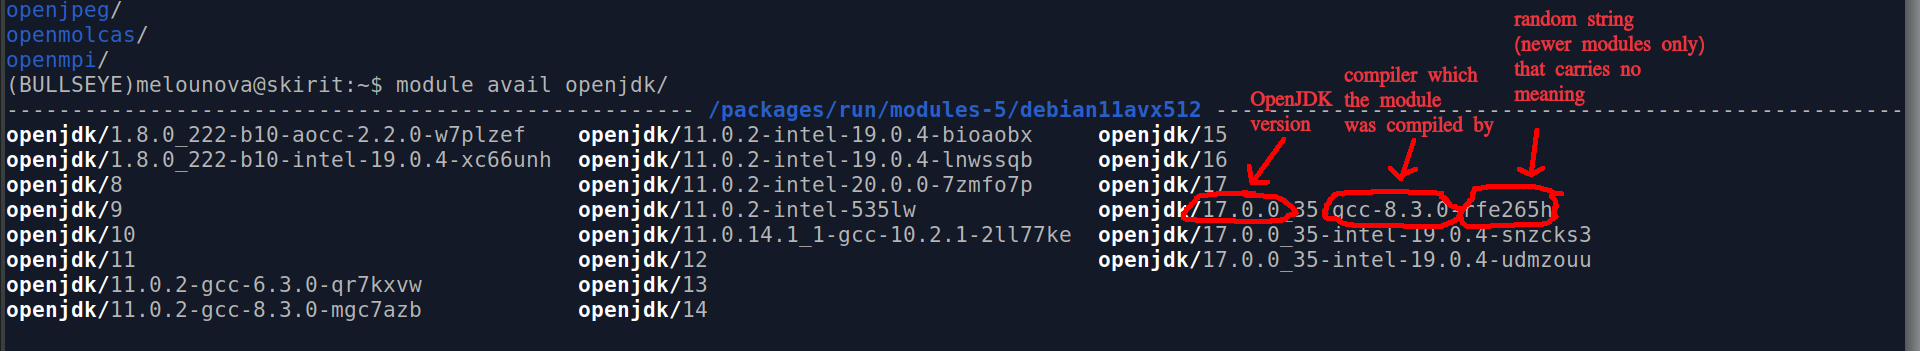 openjpeg/
openmolcas/
openmpi/
(BULLSEYE)melounova@skirit:~$ module avail openjdk/
----------------------------------------------------- /packages/run/modules-5/debian11avx512 -----------------------------------------------------
openjdk/1.8.0_222-b10-aocc-2.2.0-w7plzef openjdk/11.0.2-intel-19.0.4-bioaobx openjdk/15
openjdk/1.8.0_222-b10-intel-19.0.4-xc66unh openjdk/11.0.2-intel-19.0.4-lnwssqb openjdk/16
openjdk/8 openjdk/11.0.2-intel-20.0.0-7zmfo7p openjdk/17
openjdk/9 openjdk/11.0.2-intel-535lw openjdk/17.0.0_35-gcc-8.3.0-rfe265h
openjdk/10 openjdk/11.0.14.1_1-gcc-10.2.1-2ll77ke openjdk/17.0.0_35-intel-19.0.4-snzcks3
openjdk/11 openjdk/12 openjdk/17.0.0_35-intel-19.0.4-udmzouu
openjdk/11.0.2-gcc-6.3.0-qr7kxvw openjdk/13
openjdk/11.0.2-gcc-8.3.0-mgc7azb openjdk/14
OpenJDK
version
compiler which
the module
was compiled by
random string
(newer modules only)
that carries no
meaning